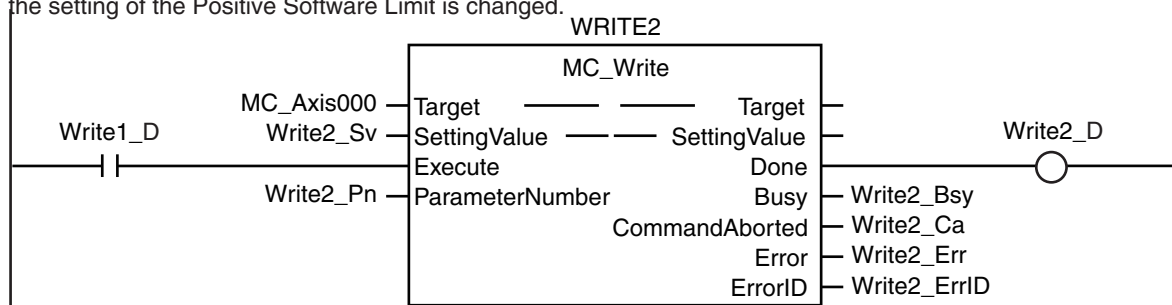 the setting of the Positive Software Limit is changed.
WRITE2
MC_Write
MC_Axis000 Target Target
Write1_D Write2_Sv SettingValue SettingValue Write2_D
Execute Done
Write2_Pn ParameterNumber Busy Write2_Bsy
CommandAborted Write2_Ca
Error Write2_Err
ErrorID Write2_ErrID